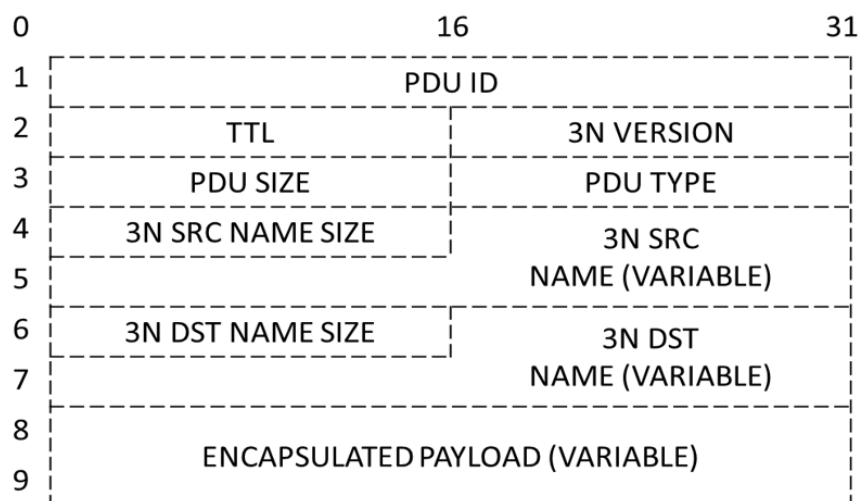 0 16 31
1 PDU ID
2 TTL 3N VERSION
3 PDU SIZE PDU TYPE
4 3N SRC NAME SIZE 3N SRC
5 NAME (VARIABLE)
6 3N DST NAME SIZE 3N DST
7 NAME (VARIABLE)
8
ENCAPSULATED PAYLOAD (VARIABLE)
9